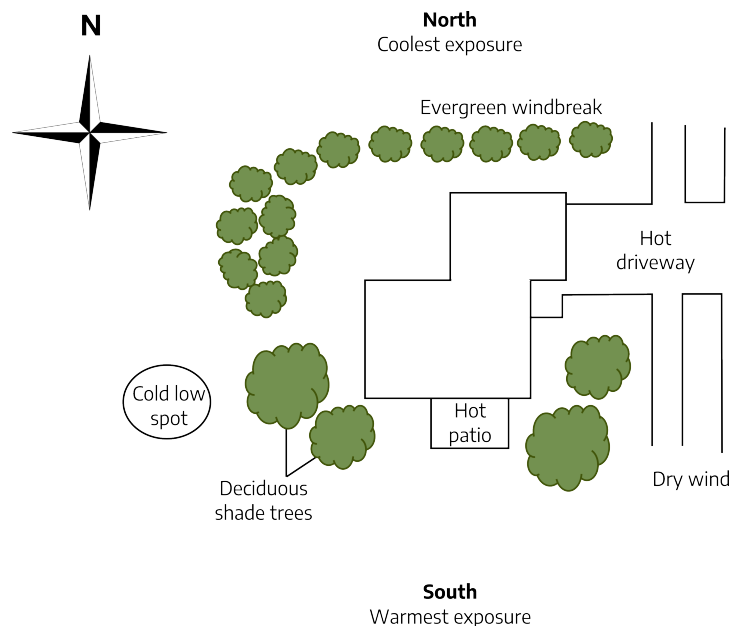 N
North
Coolest exposure
Evergreen windbreak
Hot
driveway
Cold low
spot
Hot
patio
Deciduous
shade trees
Dry wind
South
Warmest exposure